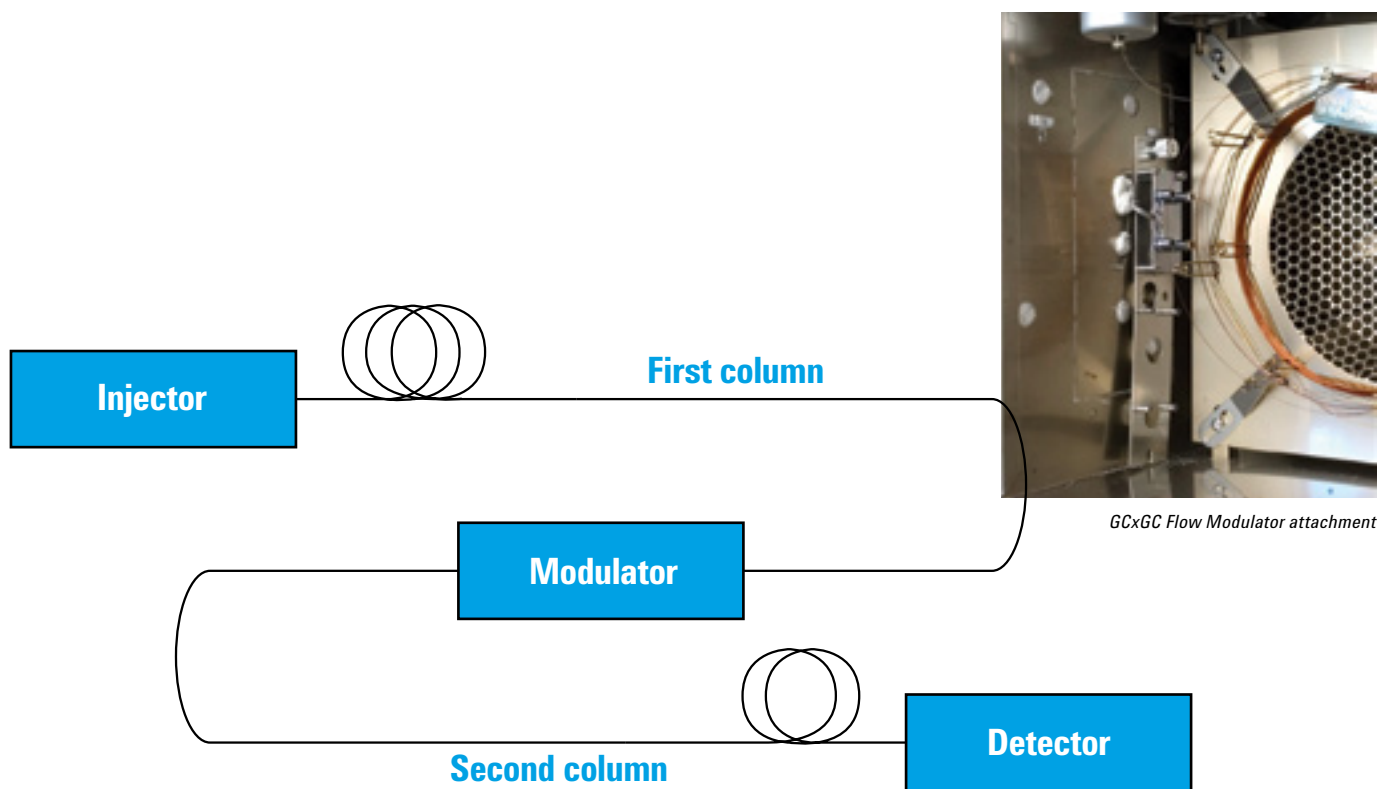 First column
Injector
GCxGC Flow Modulator attachment
Modulator
Detector
Second column